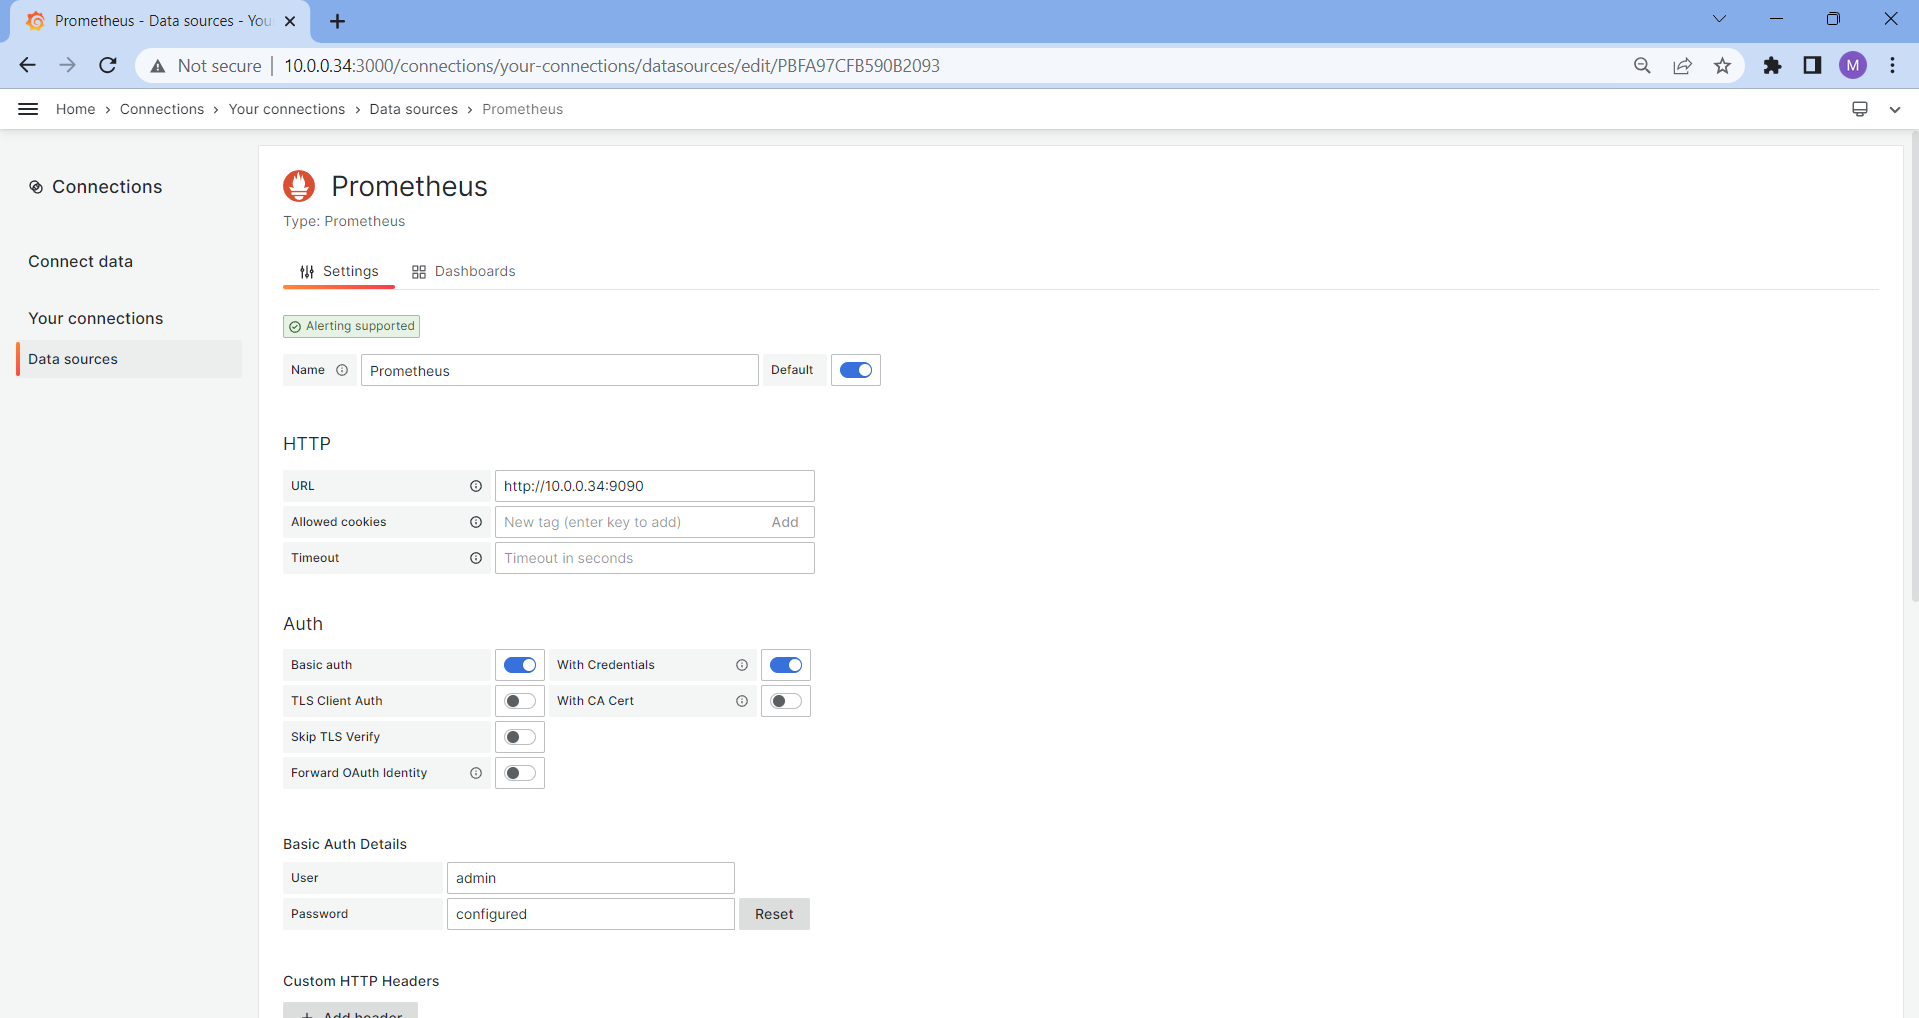 Prometheus - Data sources - You
Not secure
10.0.0.34:3000/connections/your-connections/datasources/edit/PBFA97CFB590B2093
M
Home › Connections › Your connections › Data sources › Prometheus
Connections
Connect data
Your connections
Data sources
Prometheus
Type: Prometheus
Settings Dashboards
Alerting supported
Name Prometheus Default
HTTP
URL http://10.0.0.34:9090
Allowed cookies New tag (enter key to add) Add
Timeout Timeout in seconds
Auth
Basic auth With Credentials
TLS Client Auth With CA Cert
Skip TLS Verify
Forward OAuth Identity
Basic Auth Details
User admin
Password configured Reset
Custom HTTP Headers
+ Add header